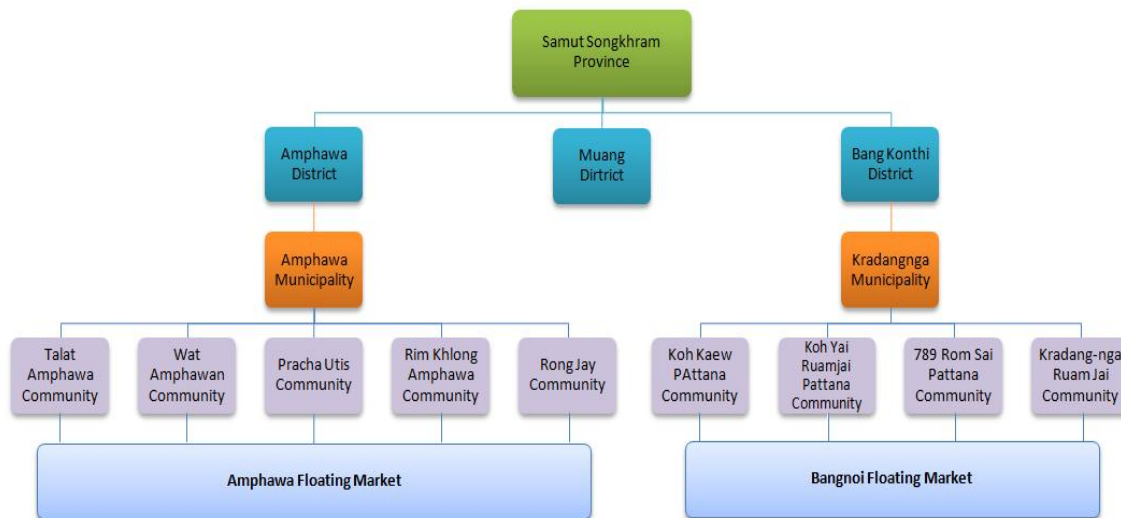 Samut Songkhram
Province
Amphawa
District
Muang
Dirtrict
Bang Konthi
District
Amphawa
Municipality
Kradangnga
Municipality
Talat
Amphawa
Community
Wat
Amphawan
Community
Pracha Utis
Community
Rim Khlong
Amphawa
Community
Rong Jay
Community
Koh Kaew
PAttana
Community
Koh Yai
Ruamjai
Pattana
Community
789 Rom Sai
Pattana
Community
Kradang-nga
Ruam Jai
Community
Amphawa Floating Market
Bangnoi Floating Market